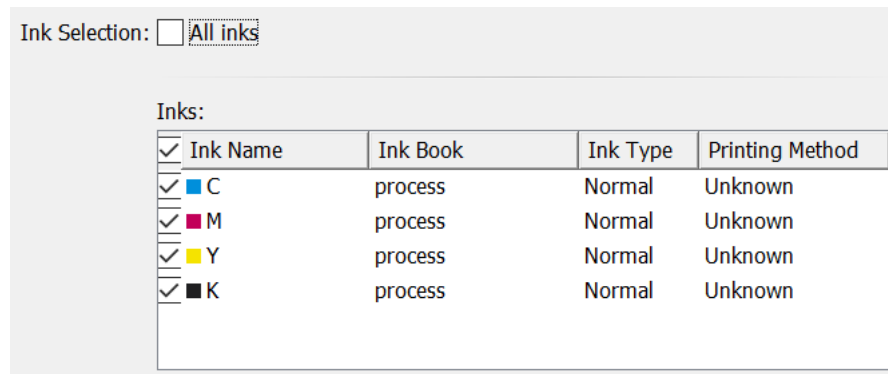 Ink Selection: All inks
Inks:
Ink Name Ink Book Ink Type Printing Method
C process Normal Unknown
M process Normal Unknown
Y process Normal Unknown
K process Normal Unknown